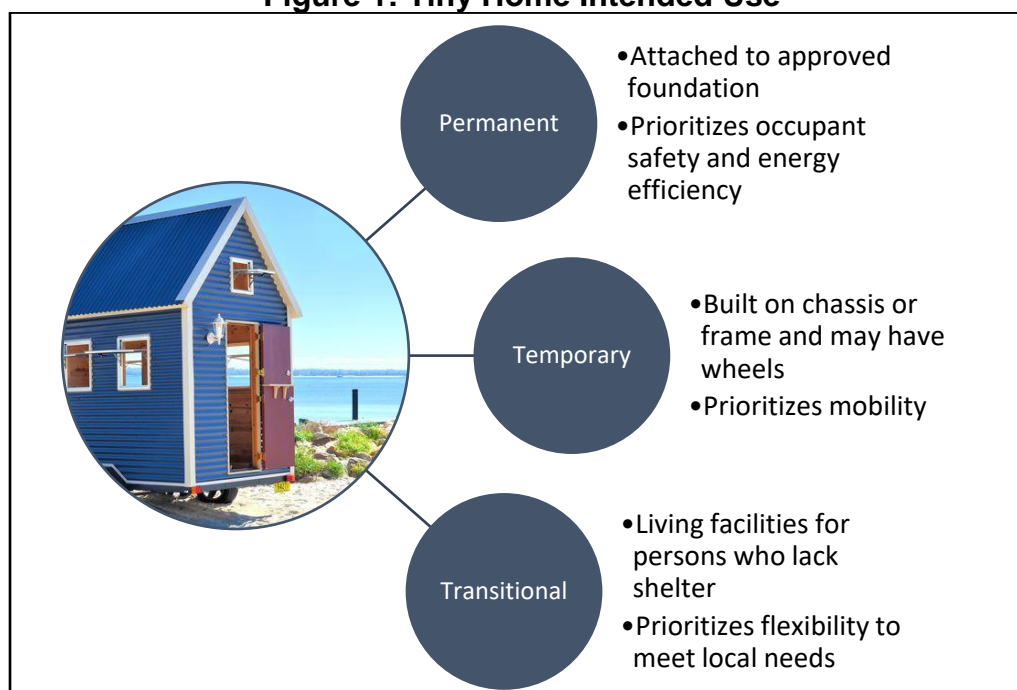 Figure 1: Tiny Home Intended Use
Permanent
•Attached to approved
foundation
•Prioritizes occupant
safety and energy
efficiency
Temporary
•Built on chassis or
frame and may have
wheels
•Prioritizes mobility
Transitional
•Living facilities for
persons who lack
shelter
•Prioritizes flexibility to
meet local needs